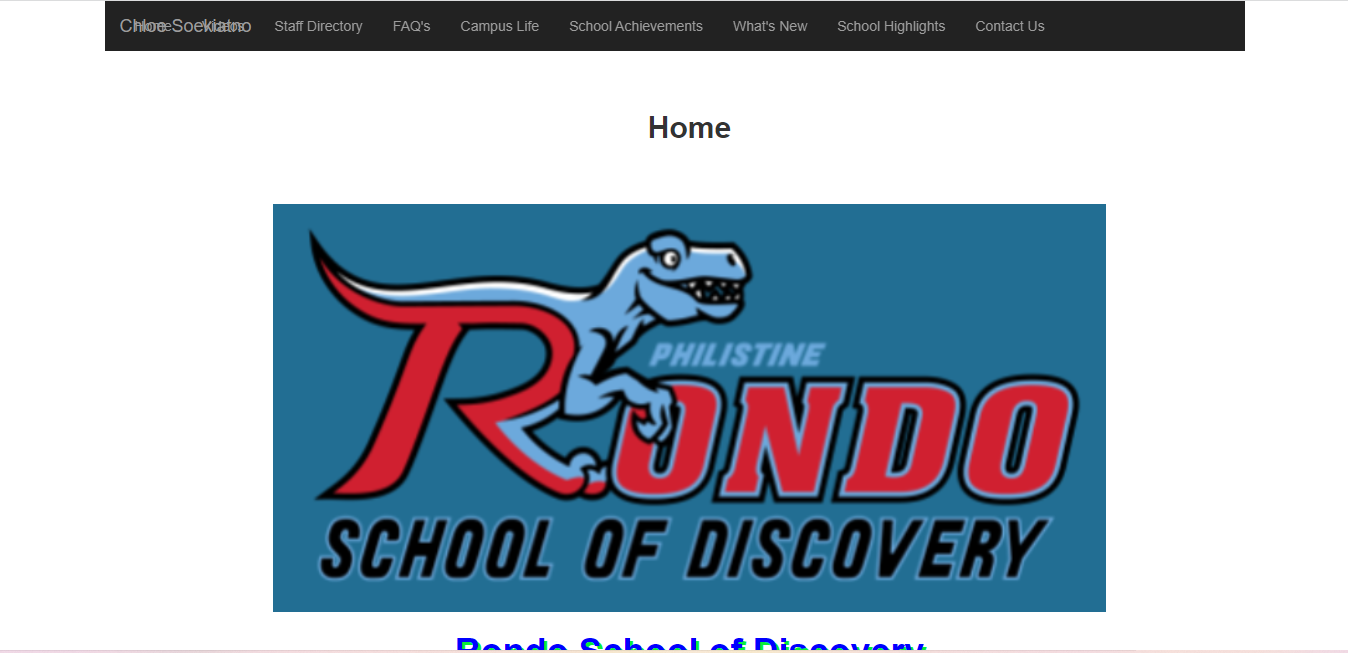 Chloe Soekiatno Home Videos Staff Directory FAQ's Campus Life School Achievements What's New School Highlights Contact Us
Home
PHILISTINE
RONDO
SCHOOL OF DISCOVERY
Rondo School of Discovery